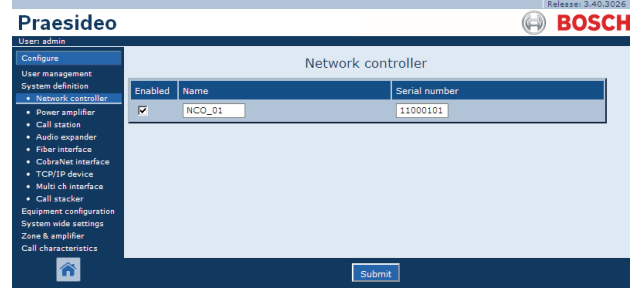 Release: 3.40.3026
Praesideo
BOSCH
User: admin
Configure
User management
System definition
• Network controller
• Power amplifier
• Call station
• Audio expander
• Fiber interface
• CobraNet interface
• TCP/IP device
• Multi ch interface
• Call stacker
Equipment configuration
System wide settings
Zone & amplifier
Call characteristics
Network controller
Enabled Name Serial number
NCO_01 11000101
Submit